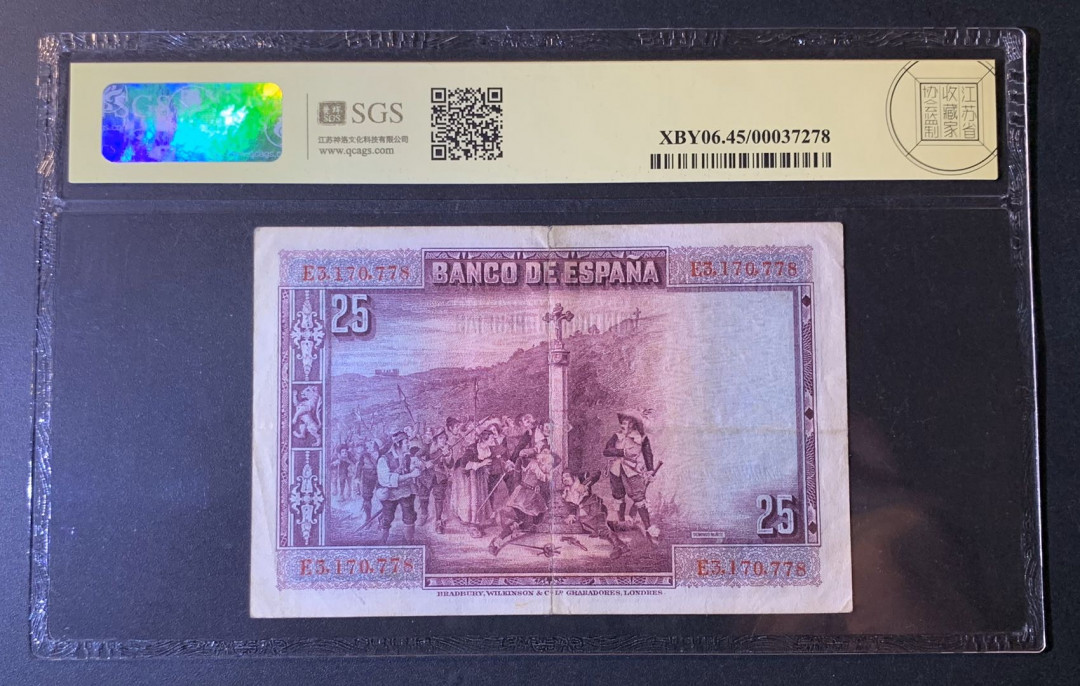 SGS
江苏神洛文化科技有限公司
www.qcags.com
XBY06.45/00037278
江苏省
收藏家
协会监制
E3,170,778
BANCO DE ESPAÑA
E3,170,778
25
25
E3,170,778
E3,170,778
BRADBURY, WILKINSON & Cº Lᴰ GRABADORES, LONDRES